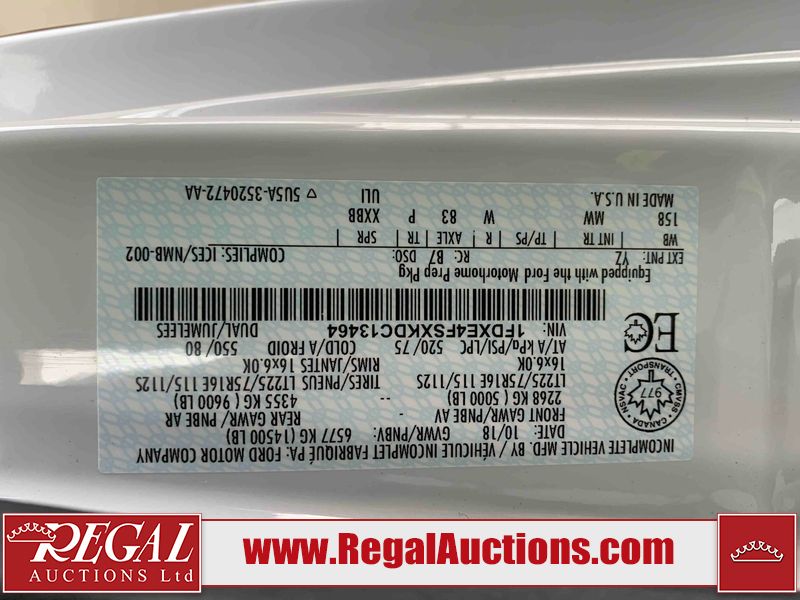 INCOMPLETE VEHICLE MFD. BY / VÉHICULE INCOMPLET FABRIQUÉ PA: FORD MOTOR COMPANY
DATE: 10/18 GVWR/PNBV: 6577 KG (14500 LB)
FRONT GAWR/PNBE AV - REAR GAWR/PNBE AR
2268 KG (5000 LB) -- 4355 KG (9600 LB)
LT225/75R16E 115/112S TIRES/PNEUS LT225/75R16E 115/112S
16x6.0K RIMS/JANTES 16x6.0K
AT/A kPa/PSI/LPC 520/75 COLD/A FROID 550/80
VIN: 1FDXE4FSXKDC13464 DUAL/JUMELEES
CMVSS · TRANSPORT · NSVAC · CANADA
977
EC
Equipped with the Ford Motorhome Prep Pkg
EXT PNT: YZ RC: B7 DSO: COMPLIES: ICES/NMB-002
WB INT TR TP/PS R AXLE TR SPR
158 MW W 83 P XXBB
MADE IN U.S.A. ULI ▽ 5U5A-3520472-AA
REGAL
AUCTIONS Ltd
www.RegalAuctions.com